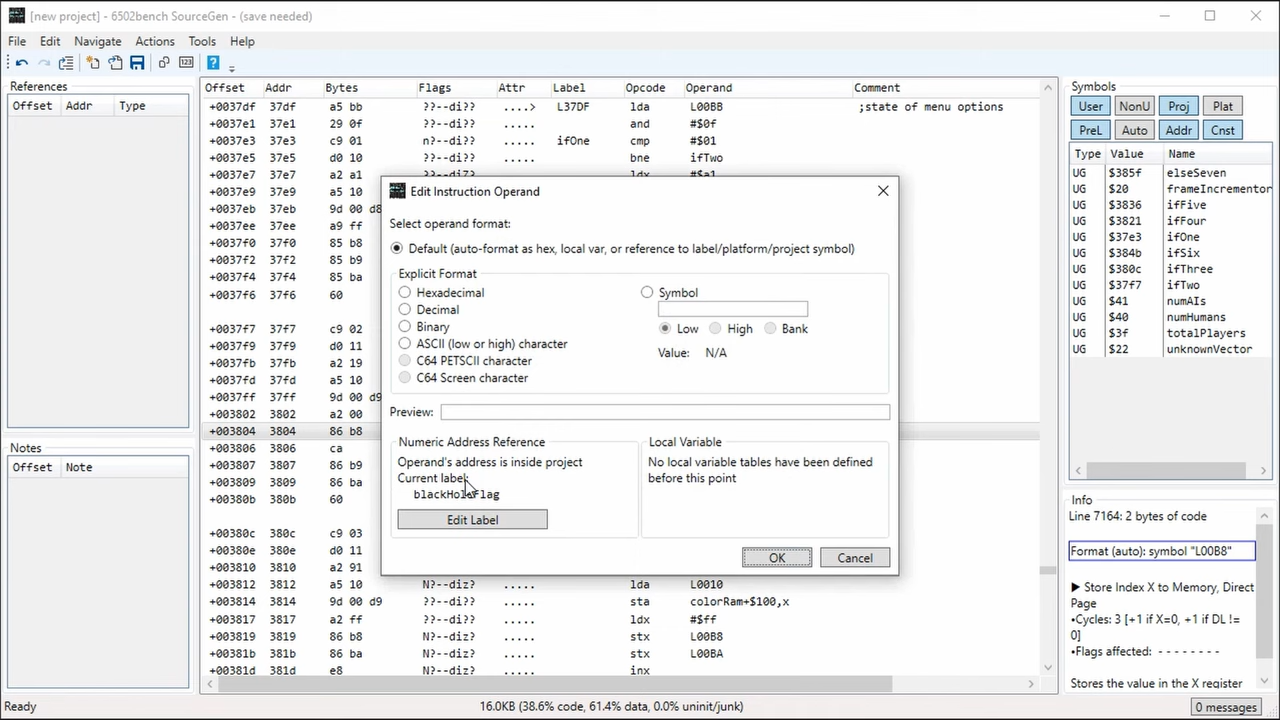 [new project] - 6502bench SourceGen - (save needed)
File Edit Navigate Actions Tools Help
References
Offset Addr Type
Notes
Offset Note
Offset Addr Bytes Flags Attr Label Opcode Operand Comment
+0037df 37df a5 bb ??--di?? ....> L37DF lda L00BB ;state of menu options
+0037e1 37e1 29 0f ??--di?? ..... and #$0f
+0037e3 37e3 c9 01 n?--di?? ..... ifOne cmp #$01
+0037e5 37e5 d0 10 ??--di?? ..... bne ifTwo
+0037e7 37e7 a2 a1 ??--diZ? ..... ldx #$a1
+0037e9 37e9 a5 10
+0037eb 37eb 9d 00 d8
+0037ee 37ee a9 ff
+0037f0 37f0 85 b8
+0037f2 37f2 85 b9
+0037f4 37f4 85 ba
+0037f6 37f6 60
+0037f7 37f7 c9 02
+0037f9 37f9 d0 11
+0037fb 37fb a2 19
+0037fd 37fd a5 10
+0037ff 37ff 9d 00 d9
+003802 3802 a2 00
+003804 3804 86 b8
+003806 3806 ca
+003807 3807 86 b9
+003809 3809 86 ba
+00380b 380b 60
+00380c 380c c9 03
+00380e 380e d0 11
+003810 3810 a2 91
+003812 3812 a5 10 N?--diz? ..... lda L0010
+003814 3814 9d 00 d9 ??--di?? ..... sta colorRam+$100,x
+003817 3817 a2 ff ??--di?? ..... ldx #$ff
+003819 3819 86 b8 N?--diz? ..... stx L00B8
+00381b 381b 86 ba N?--diz? ..... stx L00BA
+00381d 381d e8 N?--diz? ..... inx
Edit Instruction Operand
Select operand format:
Default (auto-format as hex, local var, or reference to label/platform/project symbol)
Explicit Format
Hexadecimal
Decimal
Binary
ASCII (low or high) character
C64 PETSCII character
C64 Screen character
Symbol
Low High Bank
Value: N/A
Preview:
Numeric Address Reference
Operand's address is inside project
Current label:
blackHoleFlag
Edit Label
Local Variable
No local variable tables have been defined
before this point
OK Cancel
Symbols
User NonU Proj Plat
PreL Auto Addr Cnst
Type Value Name
UG $385f elseSeven
UG $20 frameIncrementor
UG $3836 ifFive
UG $3821 ifFour
UG $37e3 ifOne
UG $384b ifSix
UG $380c ifThree
UG $37f7 ifTwo
UG $41 numAIs
UG $40 numHumans
UG $3f totalPlayers
UG $22 unknownVector
Info
Line 7164: 2 bytes of code
Format (auto): symbol "L00B8"
▶ Store Index X to Memory, Direct
Page
•Cycles: 3 [+1 if X=0, +1 if DL !=
0]
•Flags affected: - - - - - - - -
Stores the value in the X register
Ready
16.0KB (38.6% code, 61.4% data, 0.0% uninit/junk)
0 messages